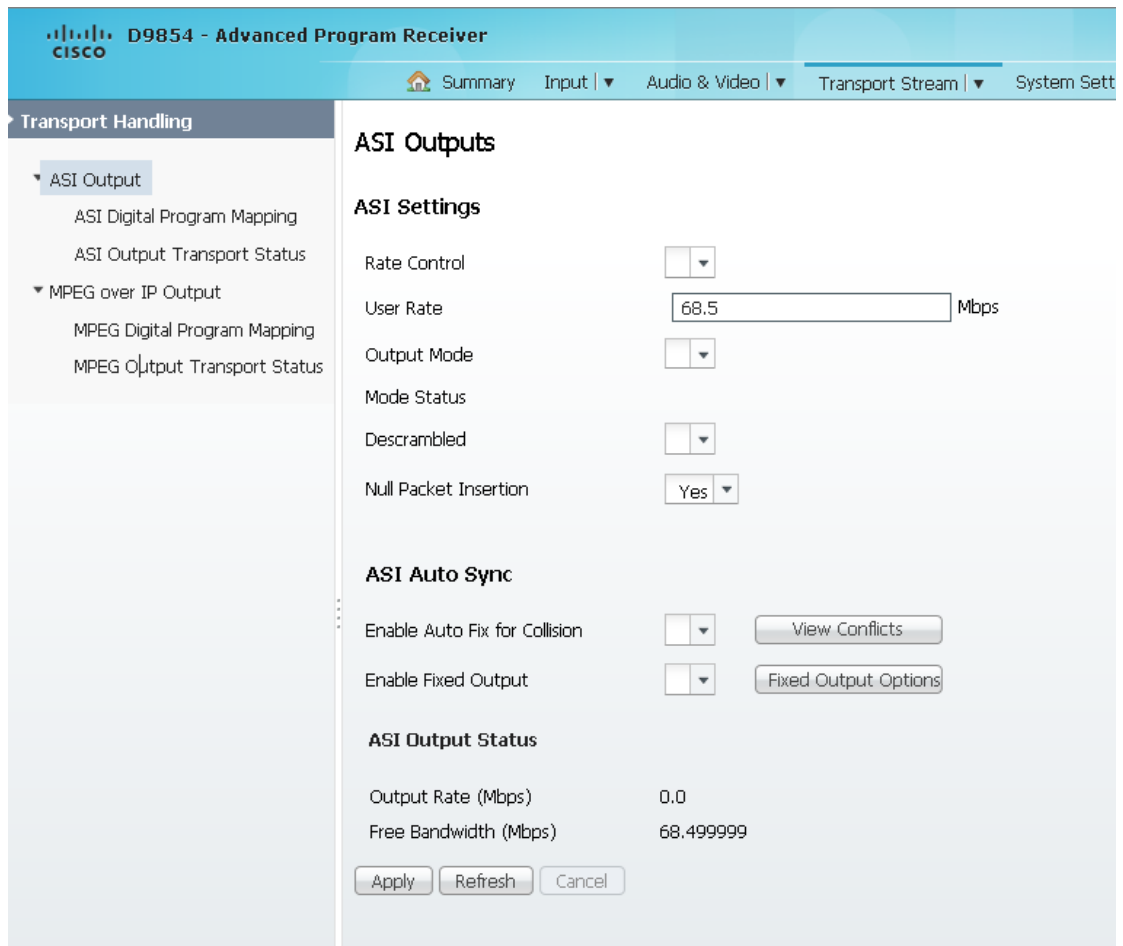 CISCO D9854 - Advanced Program Receiver
Summary Input Audio & Video Transport Stream System Sett
Transport Handling
ASI Output
ASI Digital Program Mapping
ASI Output Transport Status
MPEG over IP Output
MPEG Digital Program Mapping
MPEG Output Transport Status
ASI Outputs
ASI Settings
Rate Control
User Rate 68.5 Mbps
Output Mode
Mode Status
Descrambled
Null Packet Insertion Yes
ASI Auto Sync
Enable Auto Fix for Collision View Conflicts
Enable Fixed Output Fixed Output Options
ASI Output Status
Output Rate (Mbps) 0.0
Free Bandwidth (Mbps) 68.499999
Apply Refresh Cancel